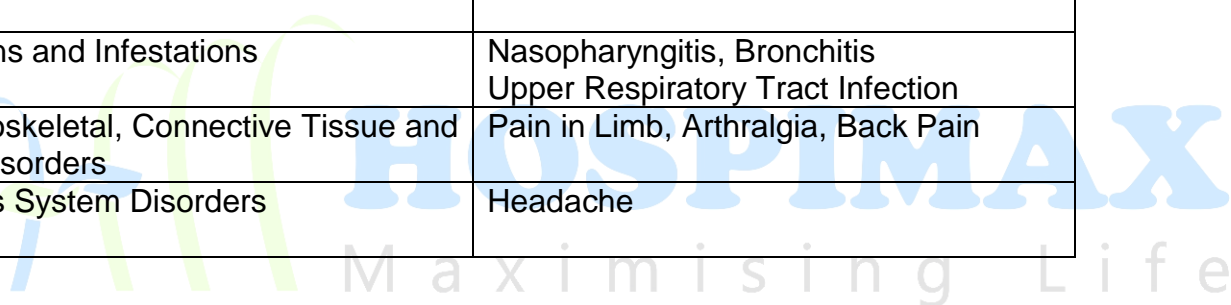 ns and Infestations
Nasopharyngitis, Bronchitis
Upper Respiratory Tract Infection
oskeletal, Connective Tissue and
sorders
Pain in Limb, Arthralgia, Back Pain
s System Disorders
Headache
HOSPIMAX
Maximising Life